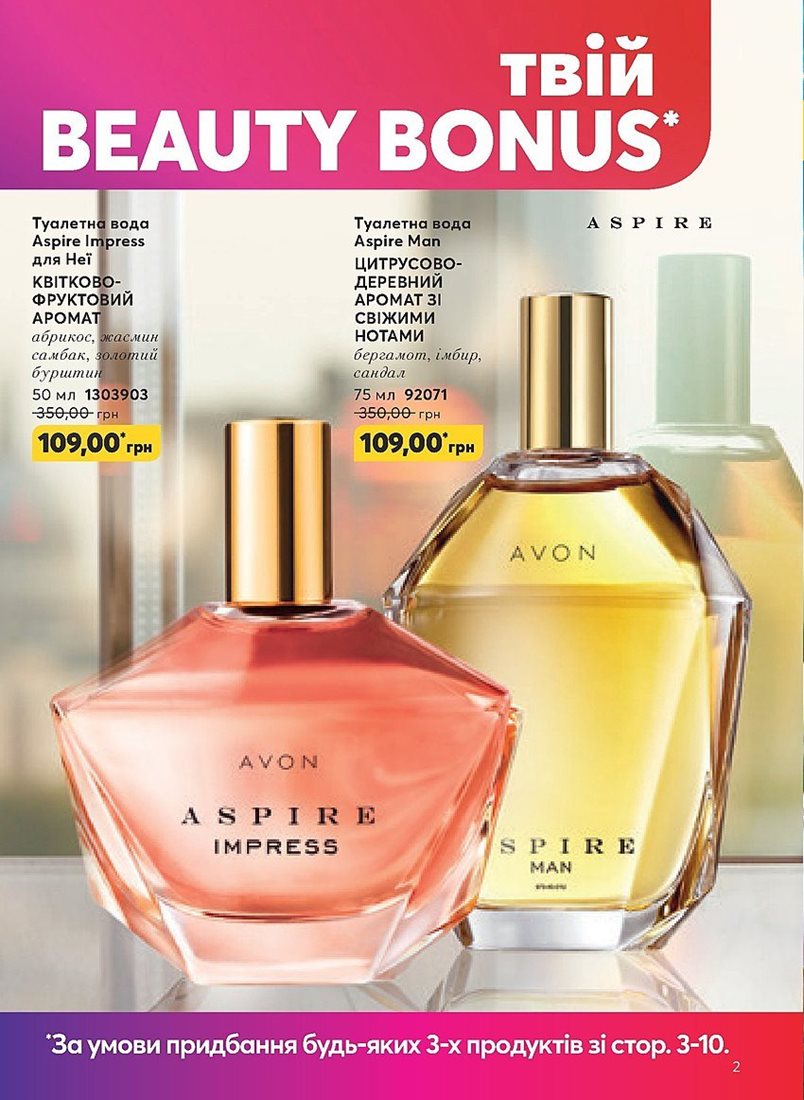 твій
BEAUTY BONUS*
Туалетна вода
Aspire Impress
для Неї
КВІТКОВО-
ФРУКТОВИЙ
АРОМАТ
абрикос, жасмин
самбак, золотий
бурштин
50 мл 1303903
350,00 грн
109,00* грн
Туалетна вода
Aspire Man
ЦИТРУСОВО-
ДЕРЕВНИЙ
АРОМАТ ЗІ
СВІЖИМИ
НОТАМИ
бергамот, імбир,
сандал
75 мл 92071
350,00 грн
109,00* грн
ASPIRE
AVON
SPIRE
MAN
AVON
ASPIRE
IMPRESS
*За умови придбання будь-яких 3-х продуктів зі стор. 3-10.
2